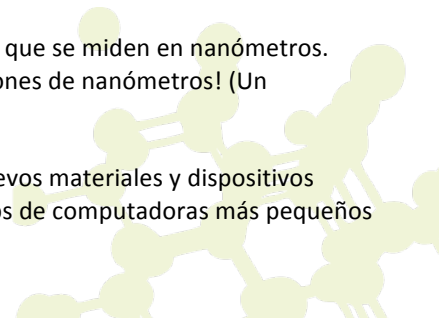 que se miden en nanómetros.
ones de nanómetros! (Un
evos materiales y dispositivos
os de computadoras más pequeños